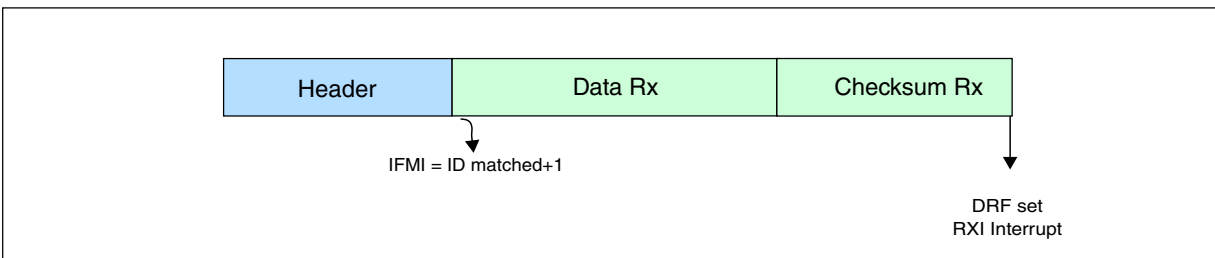 Header
Data Rx
Checksum Rx
IFMI = ID matched+1
DRF set
RXI Interrupt